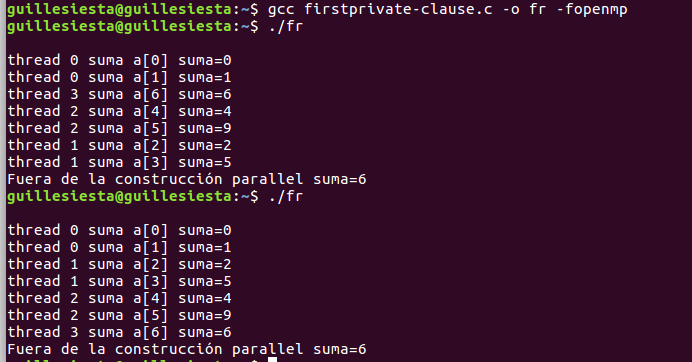 guillesiesta@guillesiesta:~$ gcc firstprivate-clause.c -o fr -fopenmp
guillesiesta@guillesiesta:~$ ./fr
thread 0 suma a[0] suma=0
thread 0 suma a[1] suma=1
thread 3 suma a[6] suma=6
thread 2 suma a[4] suma=4
thread 2 suma a[5] suma=9
thread 1 suma a[2] suma=2
thread 1 suma a[3] suma=5
Fuera de la construcción parallel suma=6
guillesiesta@guillesiesta:~$ ./fr
thread 0 suma a[0] suma=0
thread 0 suma a[1] suma=1
thread 1 suma a[2] suma=2
thread 1 suma a[3] suma=5
thread 2 suma a[4] suma=4
thread 2 suma a[5] suma=9
thread 3 suma a[6] suma=6
Fuera de la construcción parallel suma=6